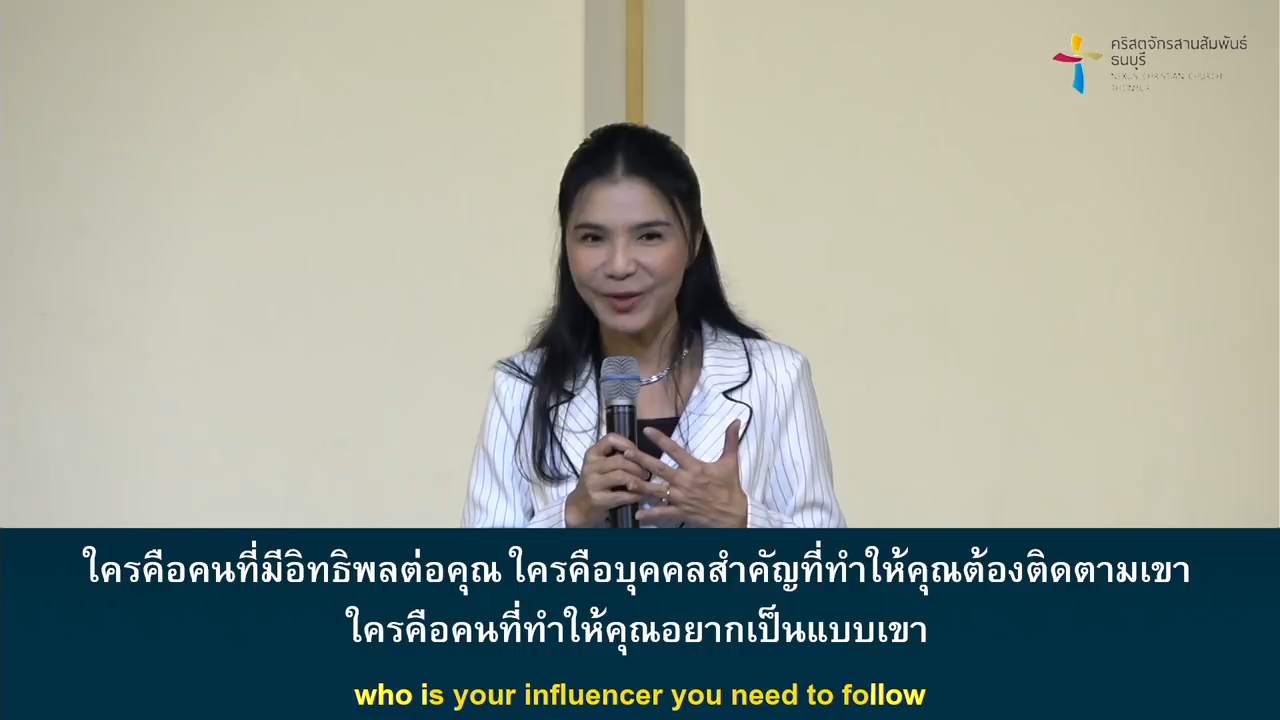 คริสตจักรสานสัมพันธ์
ธนบุรี
NEXUS CHRISTIAN CHURCH
THONBURI
ใครคือคนที่มีอิทธิพลต่อคุณ ใครคือบุคคลสำคัญที่ทำให้คุณต้องติดตามเขา
ใครคือคนที่ทำให้คุณอยากเป็นแบบเขา
who is your influencer you need to follow